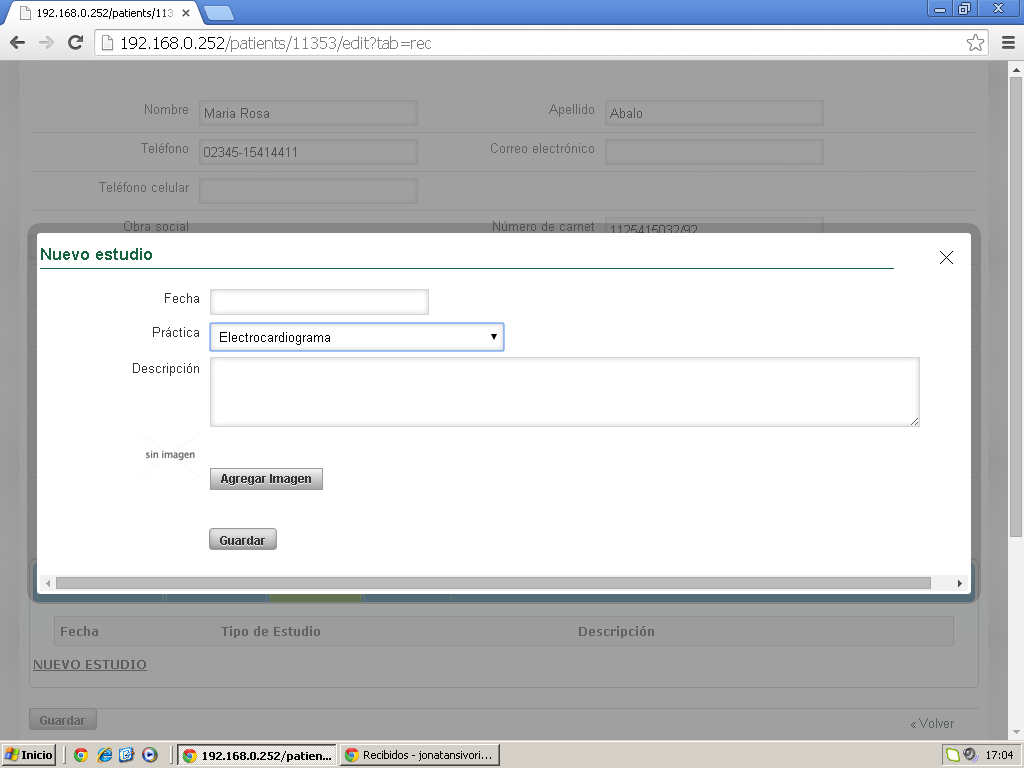 192.168.0.252/patients/113
192.168.0.252/patients/11353/edit?tab=rec
Nombre Maria Rosa Apellido Abalo
Teléfono 02345-15414411 Correo electrónico
Teléfono celular
Obra social Número de carnet 1125415032/92
Nuevo estudio
Fecha
Práctica Electrocardiograma
Descripción
sin imagen
Agregar Imagen
Guardar
Fecha Tipo de Estudio Descripción
NUEVO ESTUDIO
Guardar «Volver
Inicio 192.168.0.252/patien... Recibidos - jonatansivori... 17:04